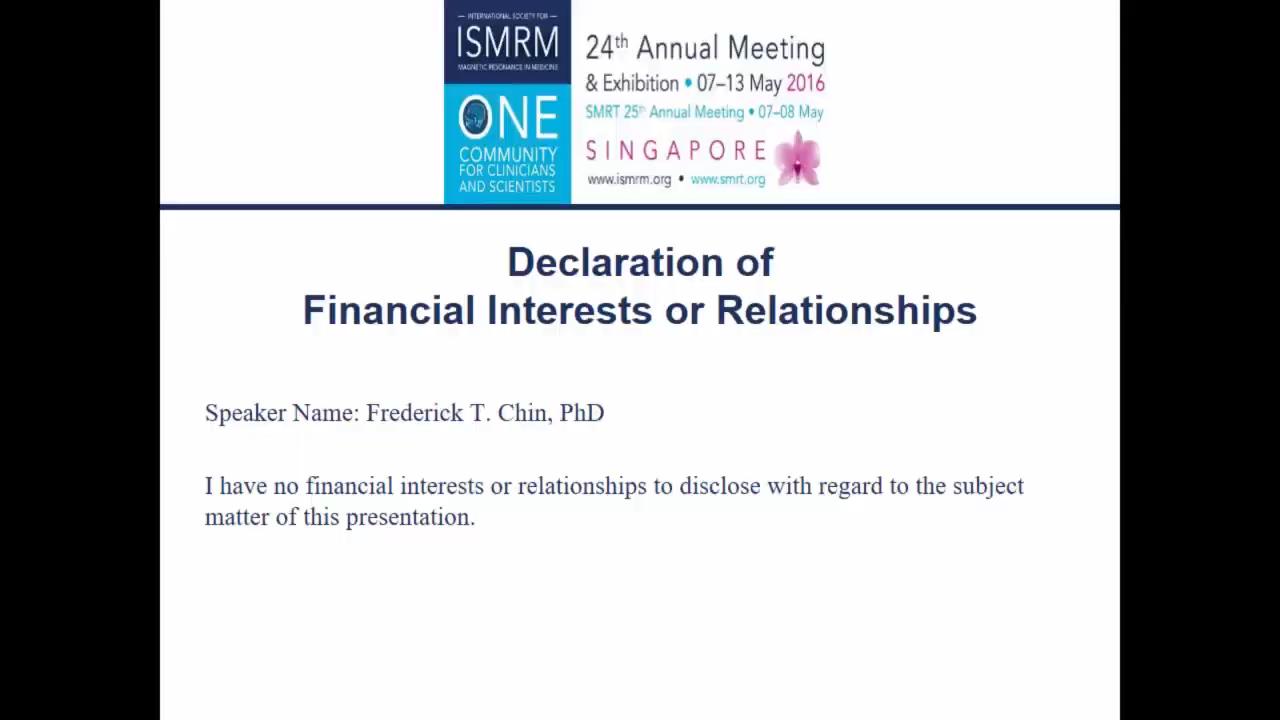 INTERNATIONAL SOCIETY FOR
ISMRM
MAGNETIC RESONANCE IN MEDICINE
ONE
COMMUNITY
FOR CLINICIANS
AND SCIENTISTS
24th Annual Meeting
& Exhibition • 07–13 May 2016
SMRT 25th Annual Meeting • 07–08 May
SINGAPORE
www.ismrm.org • www.smrt.org
Declaration of
Financial Interests or Relationships
Speaker Name: Frederick T. Chin, PhD
I have no financial interests or relationships to disclose with regard to the subject
matter of this presentation.